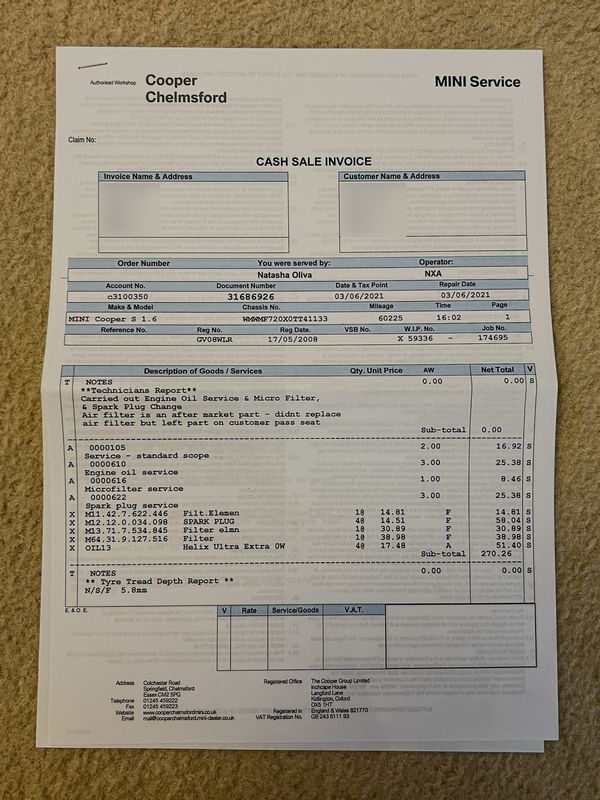 Authorised Workshop Cooper
Chelmsford
MINI Service
Claim No:
CASH SALE INVOICE
Invoice Name & Address Customer Name & Address
Order Number You were served by: Operator:
Natasha Oliva NXA
Account No. Document Number Date & Tax Point Repair Date
c3100350 31686926 03/06/2021 03/06/2021
Make & Model Chassis No. Mileage Time Page
MINI Cooper S 1.6 WMWMF720X0TT41133 60225 16:02 1
Reference No. Reg No. Reg Date. VSB No. W.I.P. No. Job No.
GV08WLR 17/05/2008 X 59336 - 174695
Description of Goods / Services Qty. Unit Price AW Net Total V
T NOTES 0.00 0.00 S
**Technicians Report**
Carried out Engine Oil Service & Micro Filter,
& Spark Plug Change
Air filter is an after market part - didnt replace
air filter but left part on customer pass seat
Sub-total 0.00
A 0000105 2.00 16.92 S
Service - standard scope
A 0000610 3.00 25.38 S
Engine oil service
A 0000616 1.00 8.46 S
Microfilter service
A 0000622 3.00 25.38 S
Spark plug service
X M11.42.7.622.446 Filt.Elemen 1@ 14.81 F 14.81 S
X M12.12.0.034.098 SPARK PLUG 4@ 14.51 F 58.04 S
X M13.71.7.534.845 Filter elmn 1@ 30.89 F 30.89 S
X M64.31.9.127.516 Filter 1@ 38.98 F 38.98 S
X OIL13 Helix Ultra Extra 0W 4@ 17.48 A 51.40 S
Sub-total 270.26
T NOTES 0.00 0.00 S
** Tyre Tread Depth Report **
N/S/F 5.8mm
E. & O. E.
V Rate Service/Goods V.A.T.
Address Colchester Road
Springfield, Chelmsford
Essex CM2 5PG
Telephone 01245 459222
Fax 01245 459223
Website www.cooperchelmsfordmini.co.uk
Email mail@cooperchelmsford.mini-dealer.co.uk
Registered Office The Cooper Group Limited
Inchcape House
Langford Lane
Kidlington, Oxford
OX5 1HT
Registered in England & Wales 821770
VAT Registration No. GB 243 6111 93